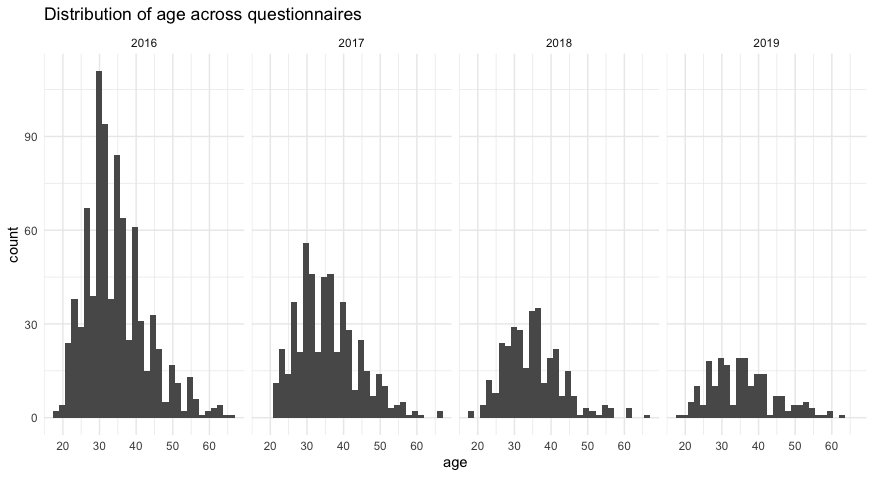 Distribution of age across questionnaires
2016 2017 2018 2019
90
60
30
0
20 30 40 50 60 20 30 40 50 60 20 30 40 50 60 20 30 40 50 60
age
count